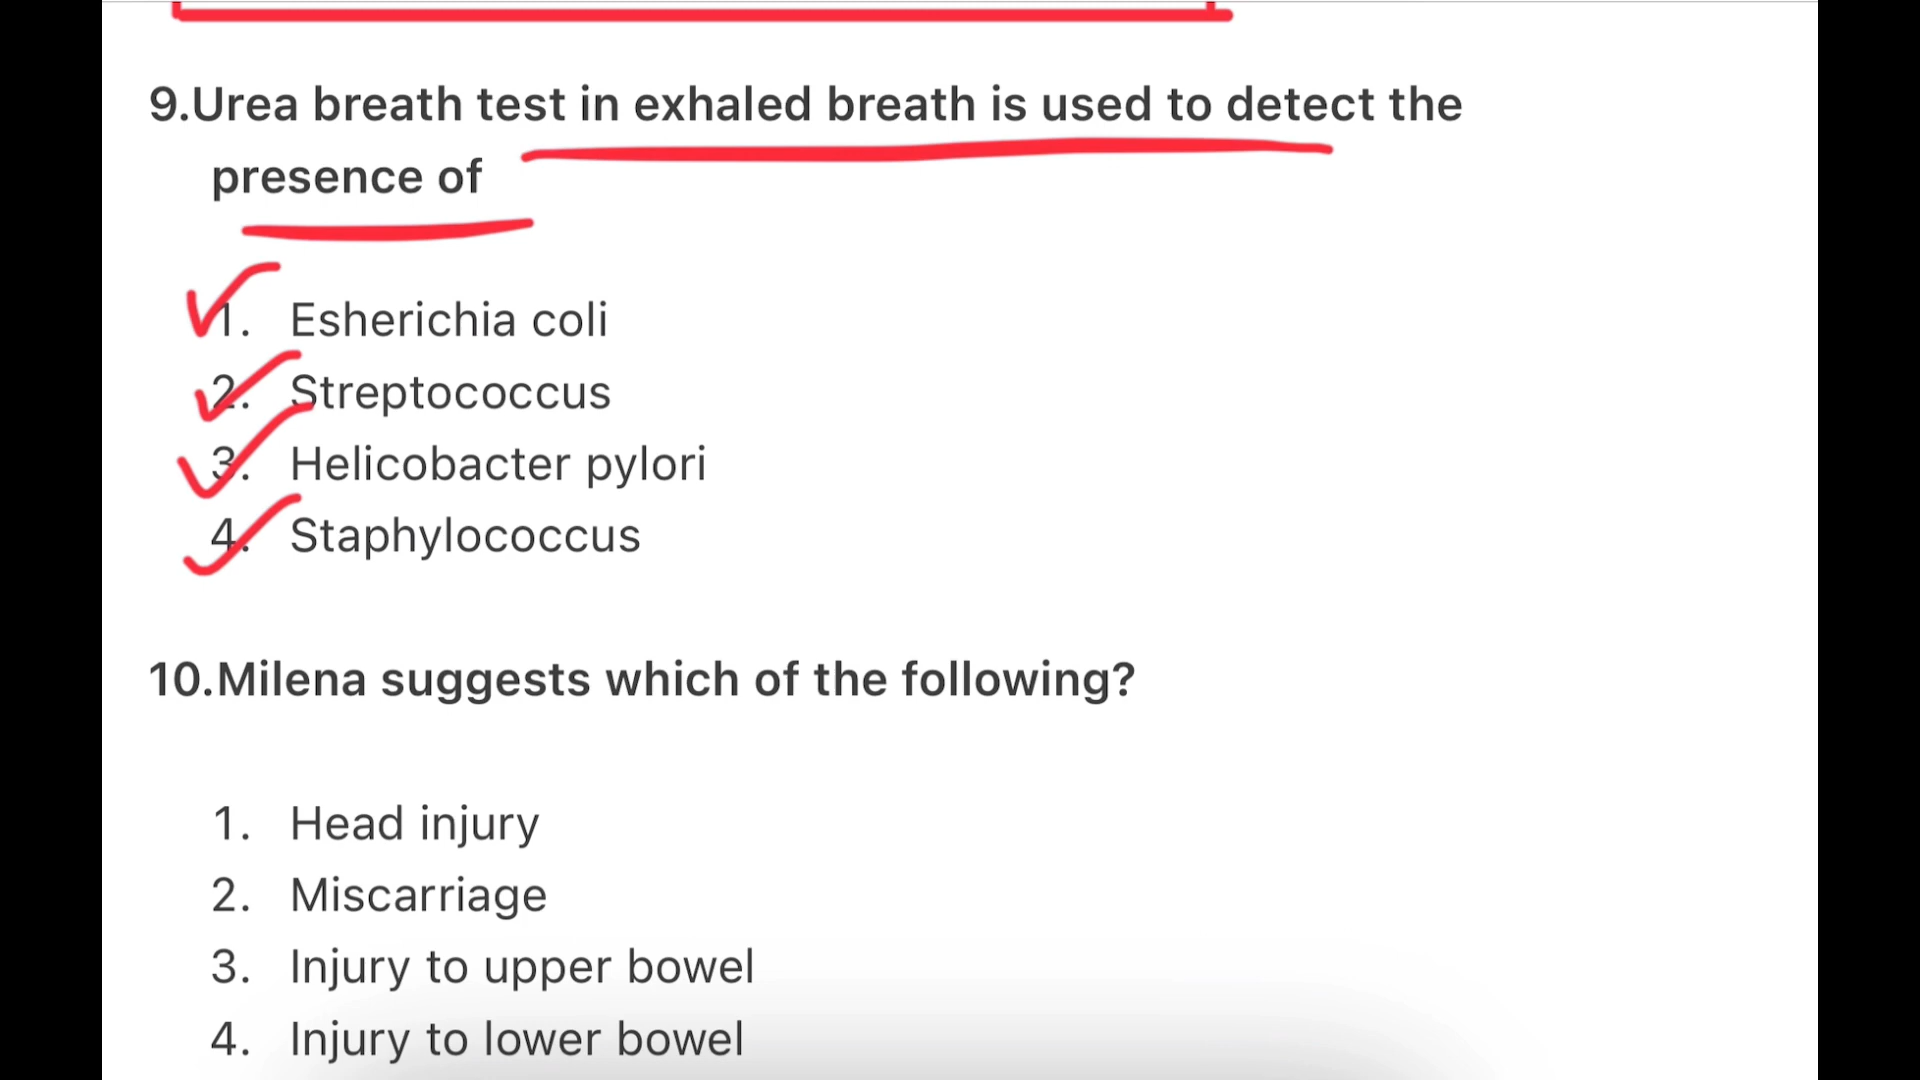 9.Urea breath test in exhaled breath is used to detect the
presence of
1. Esherichia coli
2. Streptococcus
3. Helicobacter pylori
4. Staphylococcus
10.Milena suggests which of the following?
1. Head injury
2. Miscarriage
3. Injury to upper bowel
4. Injury to lower bowel